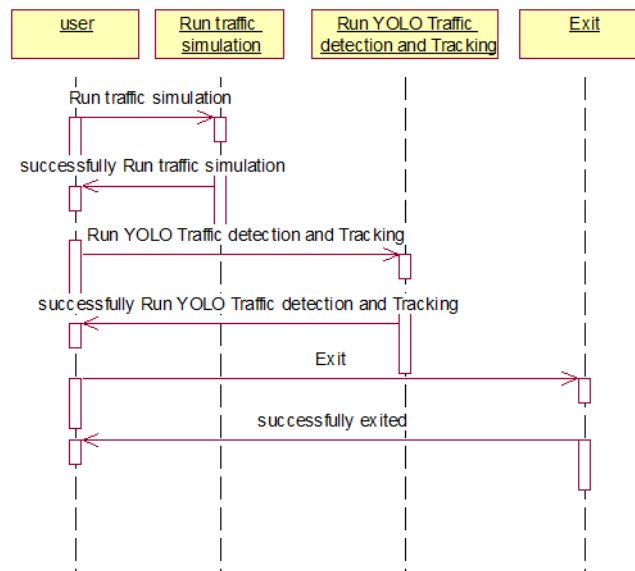 user
Run traffic
simulation
Run YOLO Traffic
detection and Tracking
Exit
Run traffic simulation
successfully Run traffic simulation
Run YOLO Traffic detection and Tracking
successfully Run YOLO Traffic detection and Tracking
Exit
successfully exited